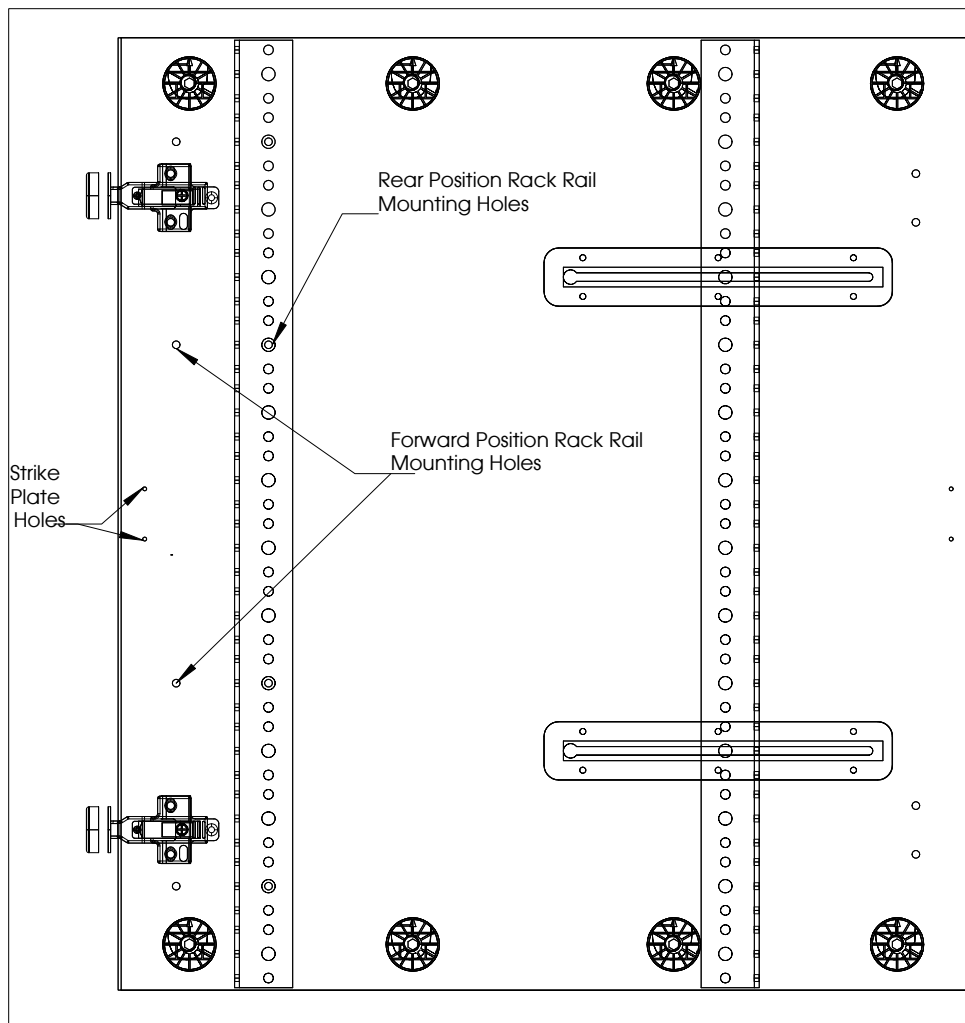 Rear Position Rack Rail
Mounting Holes
Forward Position Rack Rail
Mounting Holes
Strike
Plate
Holes